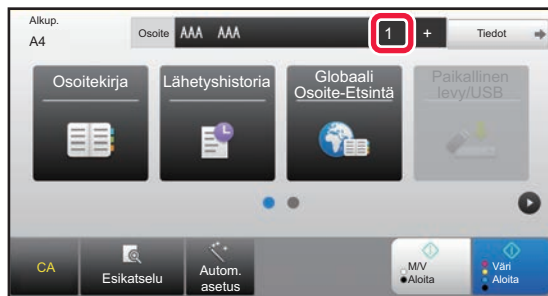 Alkup.
A4
Osoite AAA AAA 1 + Tiedot
Osoitekirja
Lähetyshistoria
Globaali
Osoite-Etsintä
Paikallinen
levy/USB
CA
Esikatselu
Autom.
asetus
M/V
Aloita
Väri
Aloita